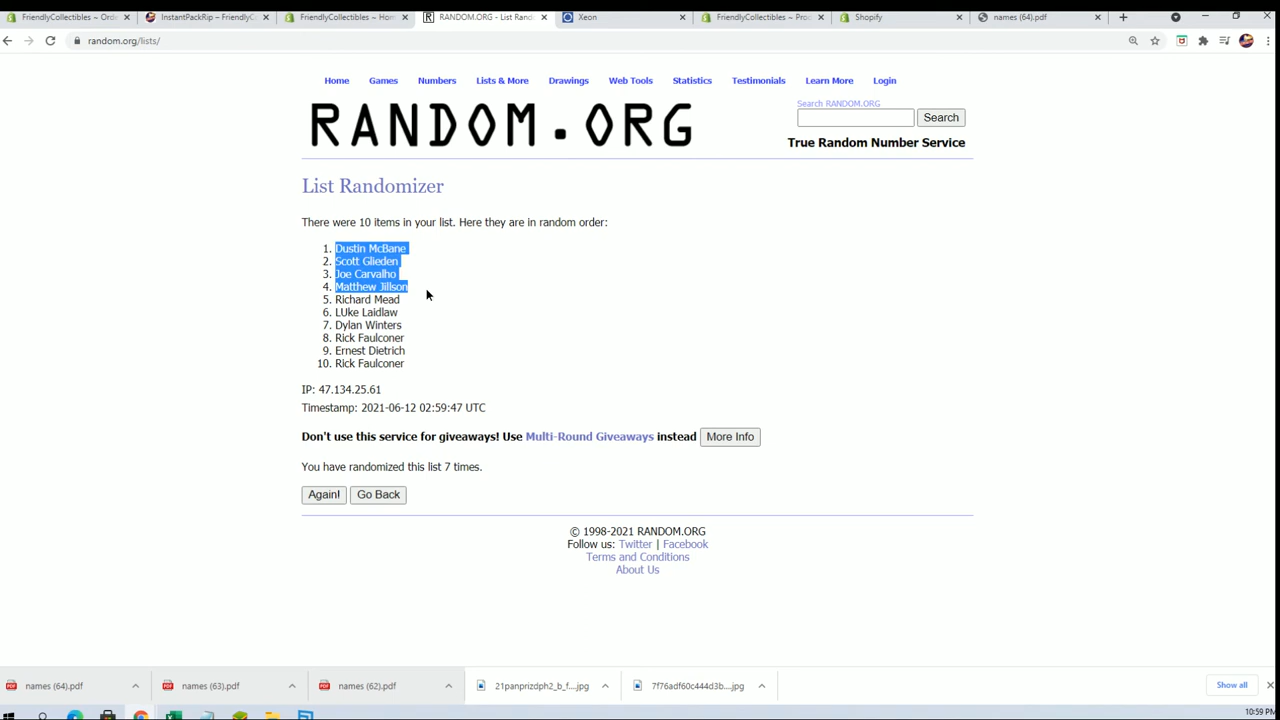 FriendlyCollectibles ~ Ord
InstantPackRip – FriendlyC
FriendlyCollectibles ~ Hom
RANDOM.ORG - List Rand
Xeon
FriendlyCollectibles ~ Pro
Shopify
names (64).pdf
random.org/lists/
Home Games Numbers Lists & More Drawings Web Tools Statistics Testimonials Learn More Login
RANDOM.ORG
Search RANDOM.ORG
Search
True Random Number Service
List Randomizer
There were 10 items in your list. Here they are in random order:
1. Dustin McBane
2. Scott Glieden
3. Joe Carvalho
4. Matthew Jillson
5. Richard Mead
6. LUke Laidlaw
7. Dylan Winters
8. Rick Faulconer
9. Ernest Dietrich
10. Rick Faulconer
IP: 47.134.25.61
Timestamp: 2021-06-12 02:59:47 UTC
Don't use this service for giveaways! Use Multi-Round Giveaways instead More Info
You have randomized this list 7 times.
Again! Go Back
© 1998-2021 RANDOM.ORG
Follow us: Twitter | Facebook
Terms and Conditions
About Us
names (64).pdf
names (63).pdf
names (62).pdf
21panprizdph2_b_f....jpg
7f76adf60c444d3b....jpg
Show all
10:59 PM